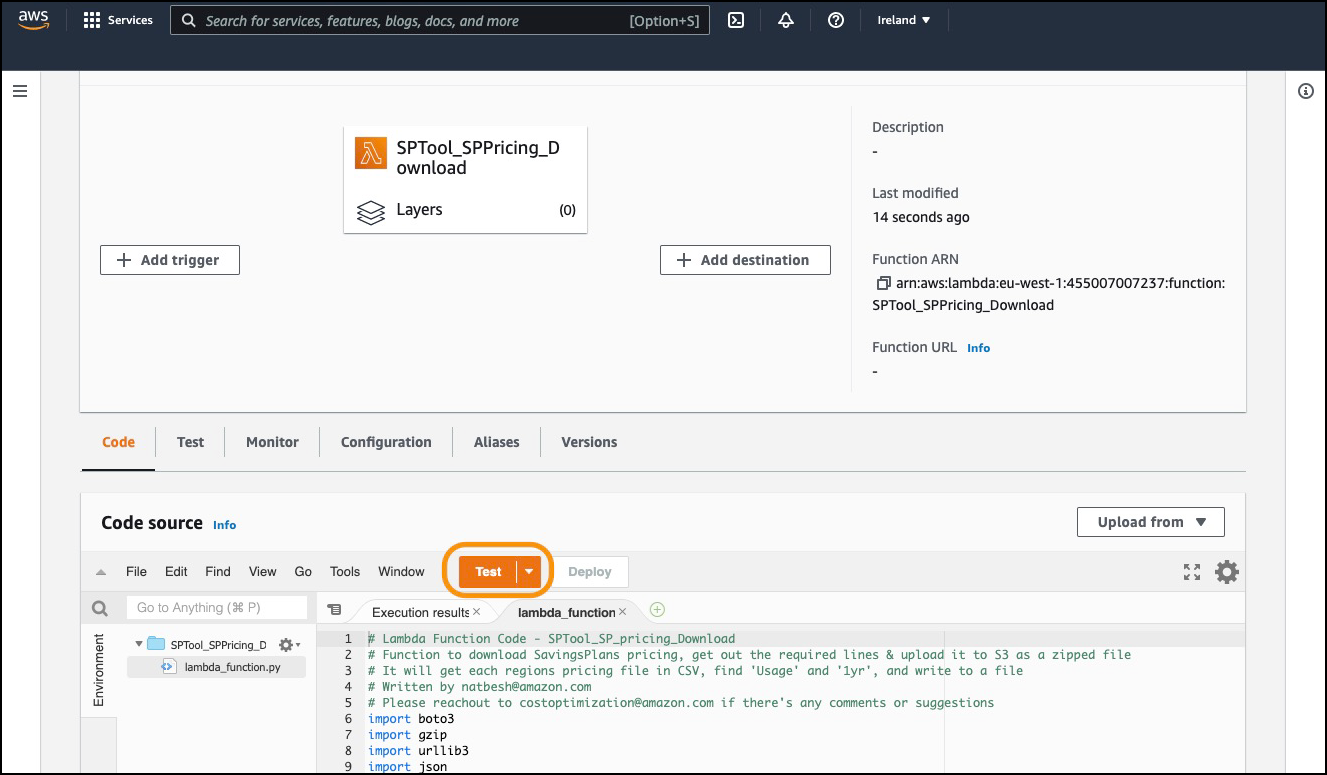 aws
Services
Search for services, features, blogs, docs, and more [Option+S]
Ireland ▼
SPTool_SPPricing_D
ownload
Layers (0)
+ Add trigger
+ Add destination
Description
-
Last modified
14 seconds ago
Function ARN
arn:aws:lambda:eu-west-1:455007007237:function:
SPTool_SPPricing_Download
Function URL Info
-
Code Test Monitor Configuration Aliases Versions
Code source Info
Upload from ▼
File Edit Find View Go Tools Window Test Deploy
Go to Anything (⌘ P)
Execution results × lambda_function ×
Environment
SPTool_SPPricing_D
lambda_function.py
1 # Lambda Function Code - SPTool_SP_pricing_Download
2 # Function to download SavingsPlans pricing, get out the required lines & upload it to S3 as a zipped file
3 # It will get each regions pricing file in CSV, find 'Usage' and '1yr', and write to a file
4 # Written by natbesh@amazon.com
5 # Please reachout to costoptimization@amazon.com if there's any comments or suggestions
6 import boto3
7 import gzip
8 import urllib3
9 import json